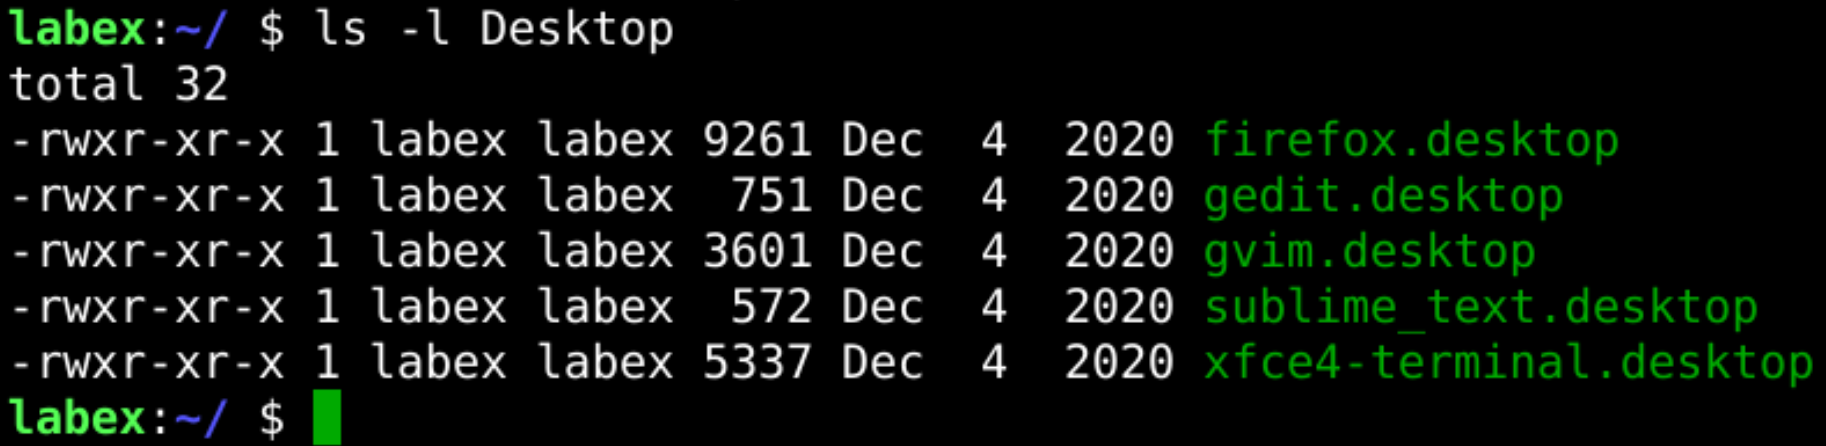 labex:~/ $ ls -l Desktop
total 32
-rwxr-xr-x 1 labex labex 9261 Dec  4  2020 firefox.desktop
-rwxr-xr-x 1 labex labex  751 Dec  4  2020 gedit.desktop
-rwxr-xr-x 1 labex labex 3601 Dec  4  2020 gvim.desktop
-rwxr-xr-x 1 labex labex  572 Dec  4  2020 sublime_text.desktop
-rwxr-xr-x 1 labex labex 5337 Dec  4  2020 xfce4-terminal.desktop
labex:~/ $